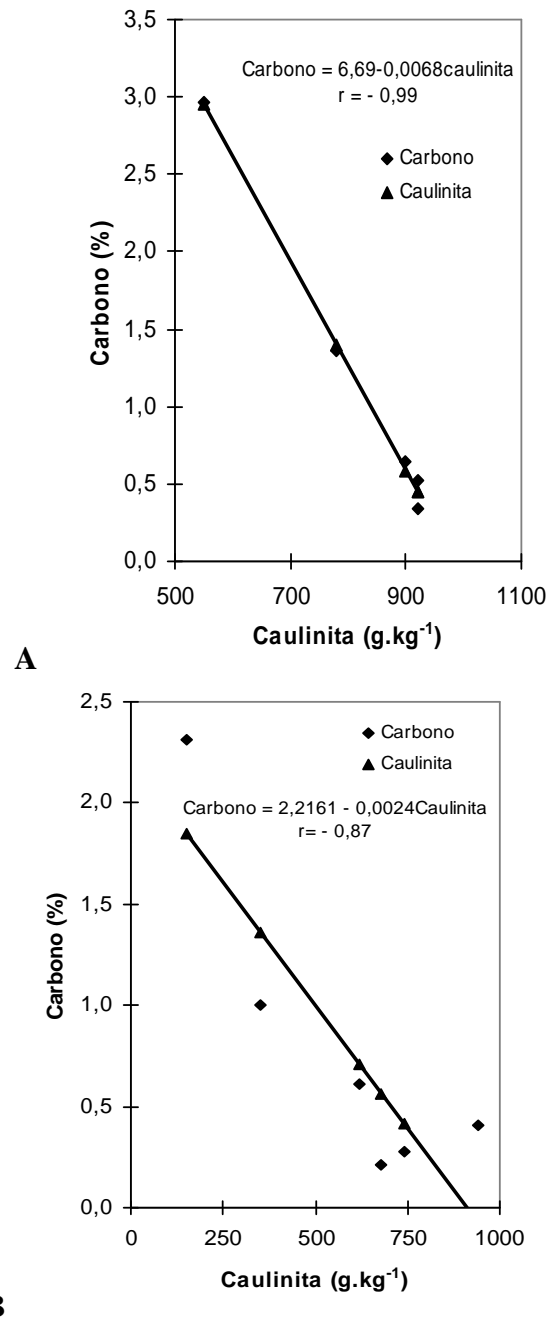 3,5
Carbono = 6,69-0,0068caulinita
r = - 0,99
3,0
Carbono
2,5
Caulinita
2,0
Carbono (%)
1,5
1,0
0,5
0,0
500 700 900 1100
Caulinita (g.kg-1)
A
2,5
Carbono
Caulinita
2,0
Carbono = 2,2161 - 0,0024Caulinita
r= - 0,87
1,5
Carbono (%)
1,0
0,5
0,0
0 250 500 750 1000
Caulinita (g.kg-1)